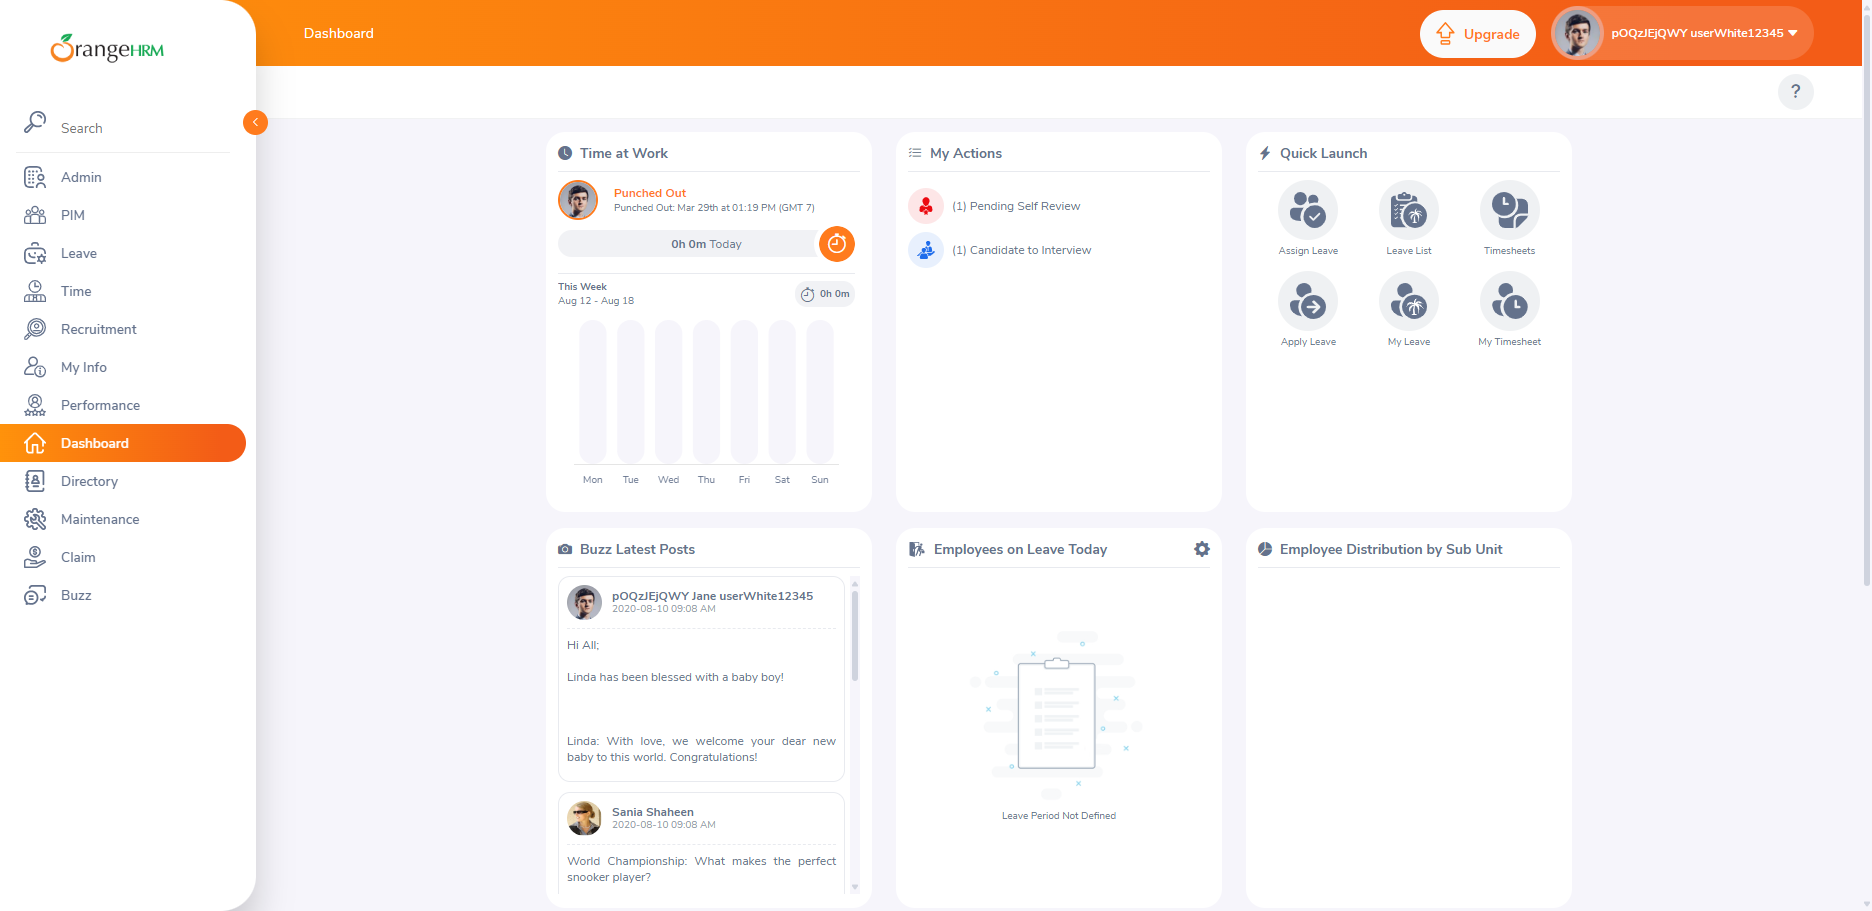 OrangeHRM
Search
Admin
PIM
Leave
Time
Recruitment
My Info
Performance
Dashboard
Directory
Maintenance
Claim
Buzz
Dashboard
Upgrade
pOQzJEjQWY userWhite12345
?
Time at Work
Punched Out
Punched Out: Mar 29th at 01:19 PM (GMT 7)
0h 0m Today
This Week
Aug 12 - Aug 18
0h 0m
Mon Tue Wed Thu Fri Sat Sun
My Actions
(1) Pending Self Review
(1) Candidate to Interview
Quick Launch
Assign Leave Leave List Timesheets
Apply Leave My Leave My Timesheet
Buzz Latest Posts
pOQzJEjQWY Jane userWhite12345
2020-08-10 09:08 AM
Hi All;
Linda has been blessed with a baby boy!
Linda: With love, we welcome your dear new
baby to this world. Congratulations!
Sania Shaheen
2020-08-10 09:08 AM
World Championship: What makes the perfect
snooker player?
Employees on Leave Today
Leave Period Not Defined
Employee Distribution by Sub Unit